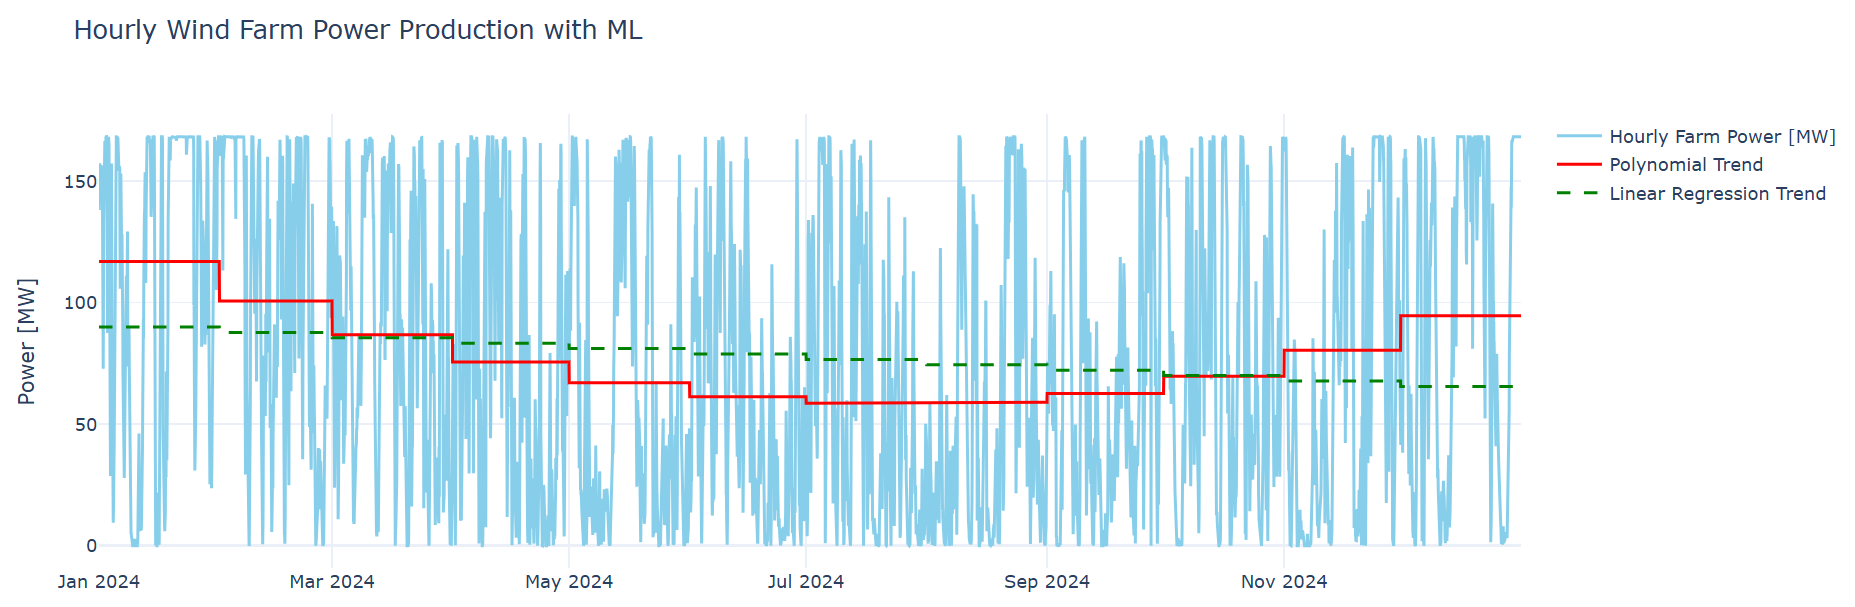 Hourly Wind Farm Power Production with ML
Hourly Farm Power [MW]
Polynomial Trend
Linear Regression Trend
Power [MW]
150
100
50
0
Jan 2024
Mar 2024
May 2024
Jul 2024
Sep 2024
Nov 2024